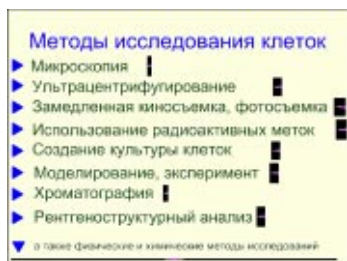 Методы исследования клеток
Микроскопия
Ультрацентрифугирование
Замедленная киносъемка, фотосъемка
Использование радиоактивных меток
Создание культуры клеток
Моделирование, эксперимент
Хроматография
Рентгеноструктурный анализ
а также физические и химические методы исследований